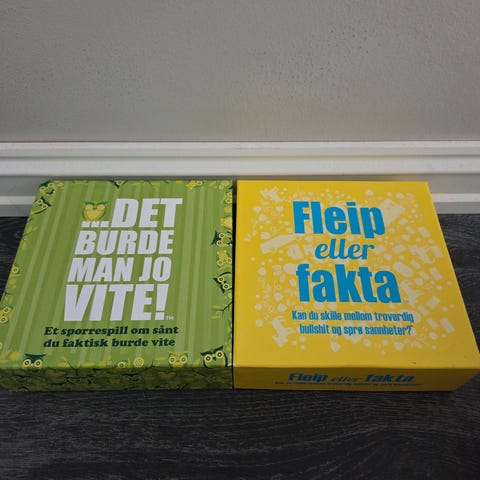 ...DET
BURDE
MAN JO
VITE!™
Et spørrespill om sånt
du faktisk burde vite
Fleip
eller
fakta
Kan du skille mellom troverdig
bullshit og sprø sannheter?
Fleip eller fakta